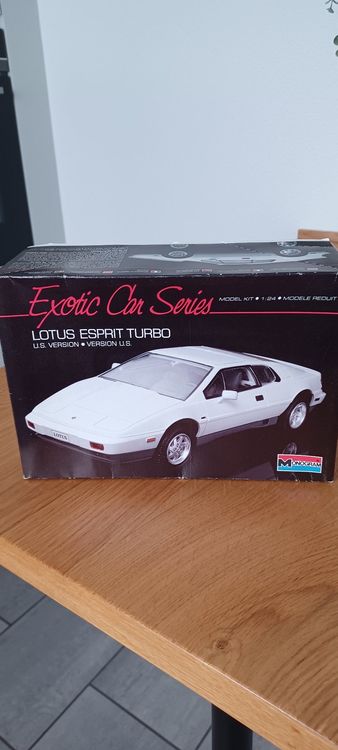 Exotic Car Series
MODEL KIT • 1:24 • MODELE REDUIT
LOTUS ESPRIT TURBO
U.S. VERSION • VERSION U.S.
LOTUS
MONOGRAM